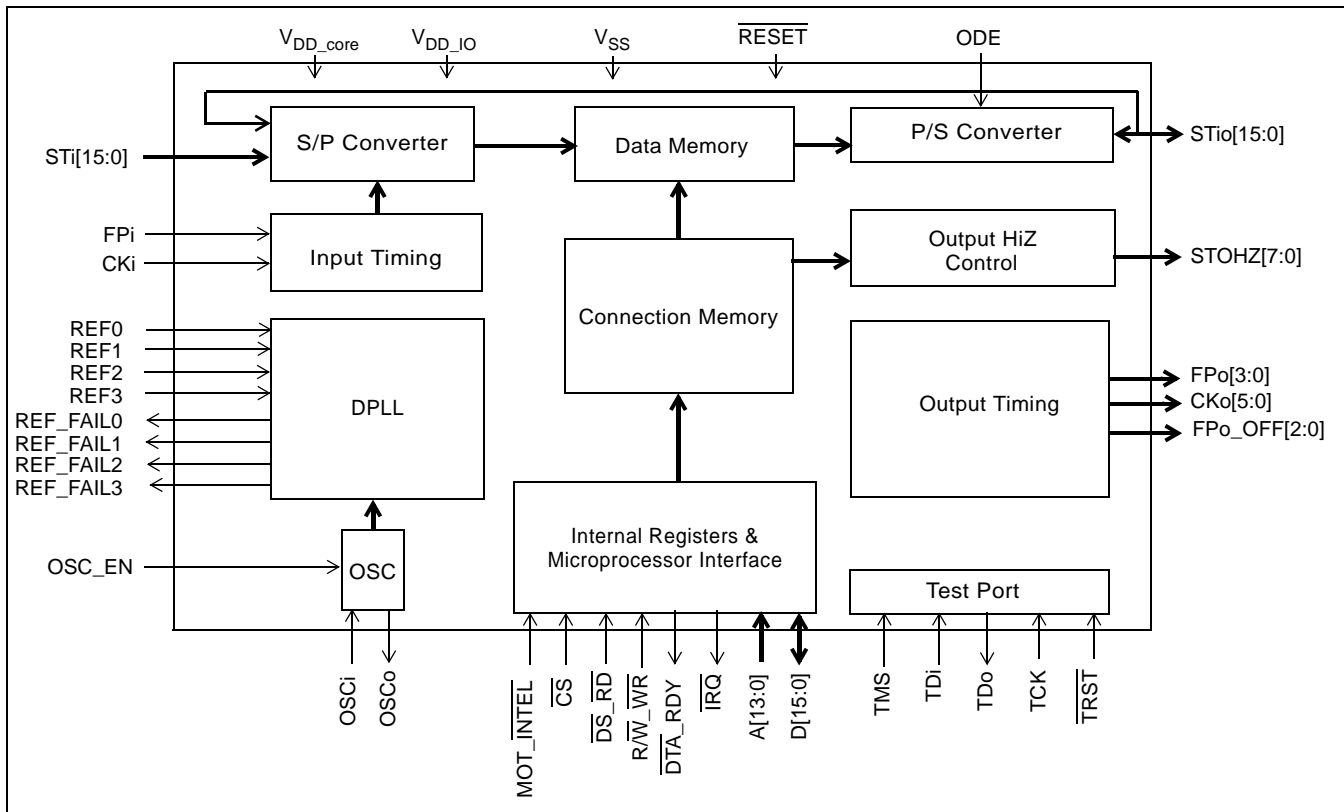 V_DD_core
V_DD_IO
V_SS
RESET
ODE
S/P Converter
Data Memory
P/S Converter
STi[15:0]
STio[15:0]
FPi
CKi
Input Timing
Output HiZ
Control
STOHZ[7:0]
Connection Memory
REF0
REF1
REF2
REF3
REF_FAIL0
REF_FAIL1
REF_FAIL2
REF_FAIL3
DPLL
Output Timing
FPo[3:0]
CKo[5:0]
FPo_OFF[2:0]
Internal Registers &
Microprocessor Interface
OSC_EN
OSC
Test Port
OSCi
OSCo
MOT_INTEL
CS
DS_RD
R/W_WR
DTA_RDY
IRQ
A[13:0]
D[15:0]
TMS
TDi
TDo
TCK
TRST